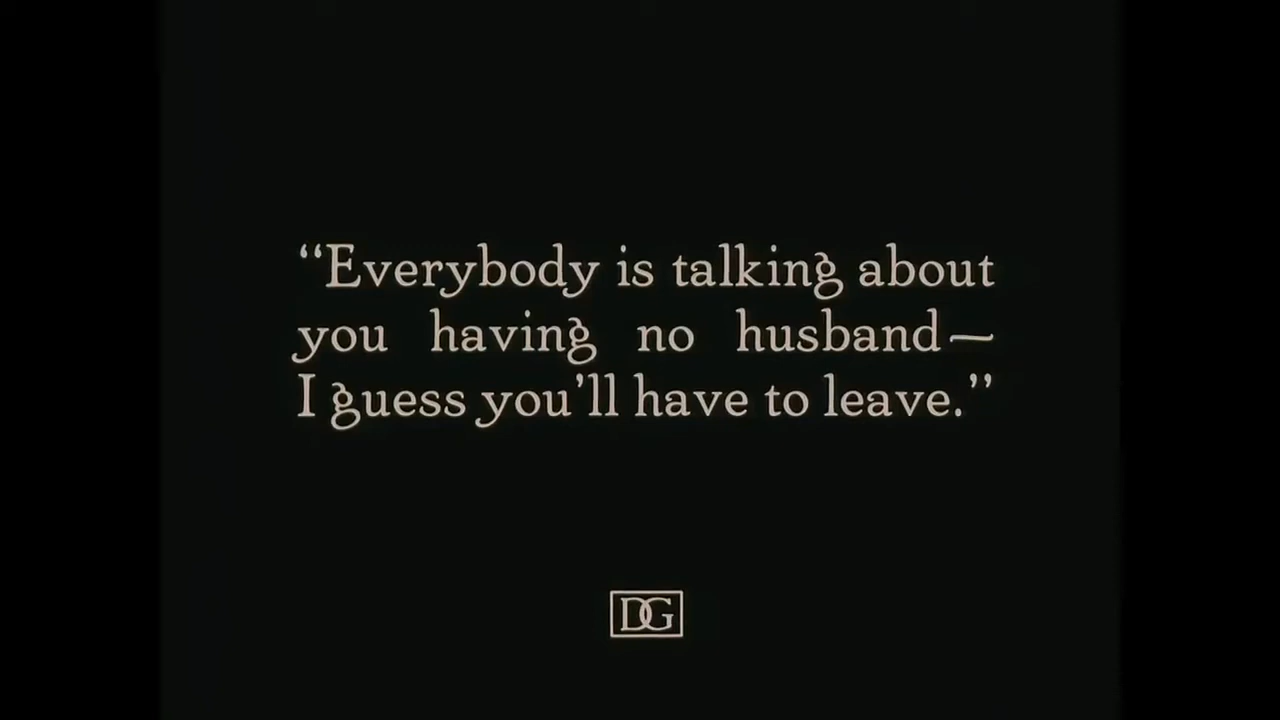 “Everybody is talking about
you having no husband—
I guess you’ll have to leave.”
DG